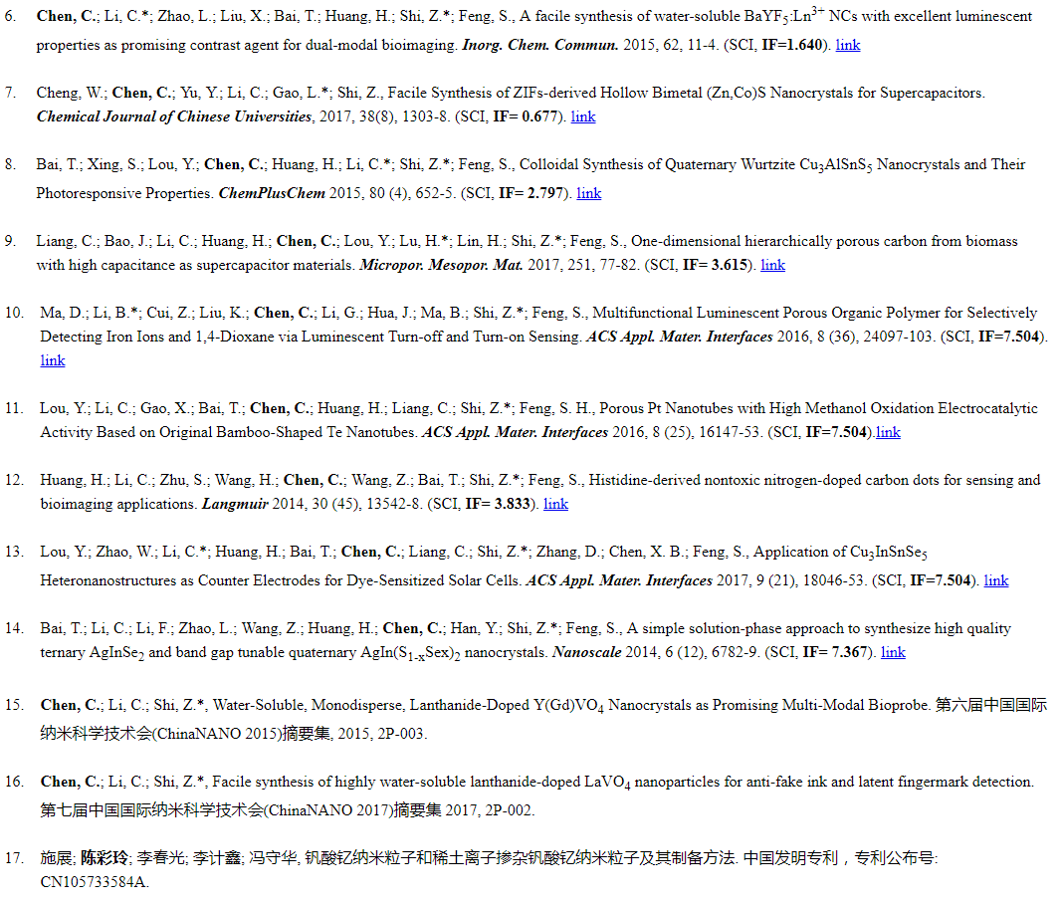 6. Chen, C.; Li, C.*; Zhao, L.; Liu, X.; Bai, T.; Huang, H.; Shi, Z.*; Feng, S., A facile synthesis of water-soluble BaYF5:Ln3+ NCs with excellent luminescent
properties as promising contrast agent for dual-modal bioimaging. Inorg. Chem. Commun. 2015, 62, 11-4. (SCI, IF=1.640). link
7. Cheng, W.; Chen, C.; Yu, Y.; Li, C.; Gao, L.*; Shi, Z., Facile Synthesis of ZIFs-derived Hollow Bimetal (Zn,Co)S Nanocrystals for Supercapacitors.
Chemical Journal of Chinese Universities, 2017, 38(8), 1303-8. (SCI, IF= 0.677). link
8. Bai, T.; Xing, S.; Lou, Y.; Chen, C.; Huang, H.; Li, C.*; Shi, Z.*; Feng, S., Colloidal Synthesis of Quaternary Wurtzite Cu3AlSnS5 Nanocrystals and Their
Photoresponsive Properties. ChemPlusChem 2015, 80 (4), 652-5. (SCI, IF= 2.797). link
9. Liang, C.; Bao, J.; Li, C.; Huang, H.; Chen, C.; Lou, Y.; Lu, H.*; Lin, H.; Shi, Z.*; Feng, S., One-dimensional hierarchically porous carbon from biomass
with high capacitance as supercapacitor materials. Micropor. Mesopor. Mat. 2017, 251, 77-82. (SCI, IF= 3.615). link
10. Ma, D.; Li, B.*; Cui, Z.; Liu, K.; Chen, C.; Li, G.; Hua, J.; Ma, B.; Shi, Z.*; Feng, S., Multifunctional Luminescent Porous Organic Polymer for Selectively
Detecting Iron Ions and 1,4-Dioxane via Luminescent Turn-off and Turn-on Sensing. ACS Appl. Mater. Interfaces 2016, 8 (36), 24097-103. (SCI, IF=7.504).
link
11. Lou, Y.; Li, C.; Gao, X.; Bai, T.; Chen, C.; Huang, H.; Liang, C.; Shi, Z.*; Feng, S. H., Porous Pt Nanotubes with High Methanol Oxidation Electrocatalytic
Activity Based on Original Bamboo-Shaped Te Nanotubes. ACS Appl. Mater. Interfaces 2016, 8 (25), 16147-53. (SCI, IF=7.504).link
12. Huang, H.; Li, C.; Zhu, S.; Wang, H.; Chen, C.; Wang, Z.; Bai, T.; Shi, Z.*; Feng, S., Histidine-derived nontoxic nitrogen-doped carbon dots for sensing and
bioimaging applications. Langmuir 2014, 30 (45), 13542-8. (SCI, IF= 3.833). link
13. Lou, Y.; Zhao, W.; Li, C.*; Huang, H.; Bai, T.; Chen, C.; Liang, C.; Shi, Z.*; Zhang, D.; Chen, X. B.; Feng, S., Application of Cu3InSnSe5
Heteronanostructures as Counter Electrodes for Dye-Sensitized Solar Cells. ACS Appl. Mater. Interfaces 2017, 9 (21), 18046-53. (SCI, IF=7.504). link
14. Bai, T.; Li, C.; Li, F.; Zhao, L.; Wang, Z.; Huang, H.; Chen, C.; Han, Y.; Shi, Z.*; Feng, S., A simple solution-phase approach to synthesize high quality
ternary AgInSe2 and band gap tunable quaternary AgIn(S1-xSex)2 nanocrystals. Nanoscale 2014, 6 (12), 6782-9. (SCI, IF= 7.367). link
15. Chen, C.; Li, C.; Shi, Z.*, Water-Soluble, Monodisperse, Lanthanide-Doped Y(Gd)VO4 Nanocrystals as Promising Multi-Modal Bioprobe. 第六届中国国际
纳米科学技术会(ChinaNANO 2015)摘要集, 2015, 2P-003.
16. Chen, C.; Li, C.; Shi, Z.*, Facile synthesis of highly water-soluble lanthanide-doped LaVO4 nanoparticles for anti-fake ink and latent fingermark detection.
第七届中国国际纳米科学技术会(ChinaNANO 2017)摘要集 2017, 2P-002.
17. 施展; 陈彩玲; 李春光; 李计鑫; 冯守华, 钒酸钇纳米粒子和稀土离子掺杂钒酸钇纳米粒子及其制备方法. 中国发明专利，专利公布号:
CN105733584A.